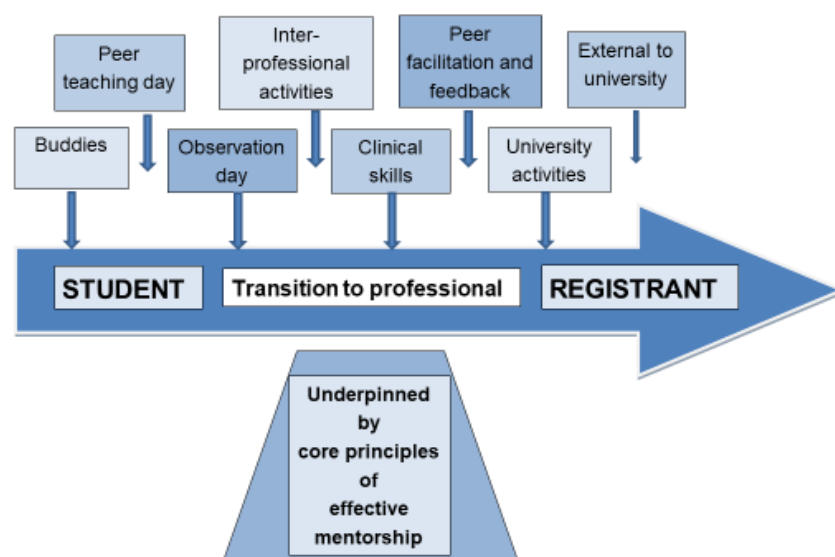 Peer
teaching day
Inter-
professional
activities
Peer
facilitation and
feedback
External to
university
Buddies
Observation
day
Clinical
skills
University
activities
STUDENT
Transition to professional
REGISTRANT
Underpinned
by
core principles
of
effective
mentorship